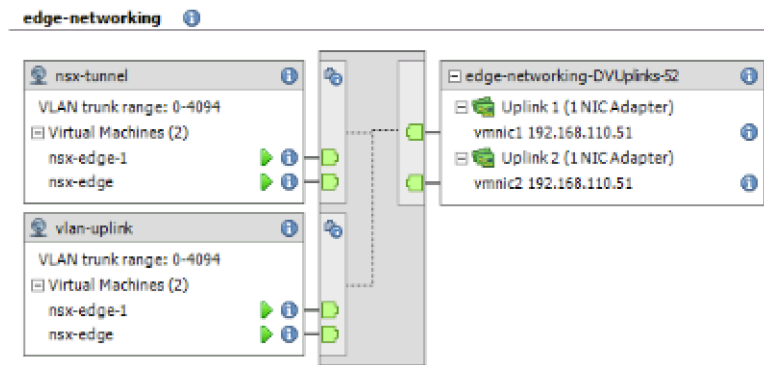 edge-networking
nsx-tunnel
VLAN trunk range: 0-4094
Virtual Machines (2)
nsx-edge-1
nsx-edge
vlan-uplink
VLAN trunk range: 0-4094
Virtual Machines (2)
nsx-edge-1
nsx-edge
edge-networking-DVUplinks-52
Uplink 1 (1 NIC Adapter)
vmnic1 192.168.110.51
Uplink 2 (1 NIC Adapter)
vmnic2 192.168.110.51